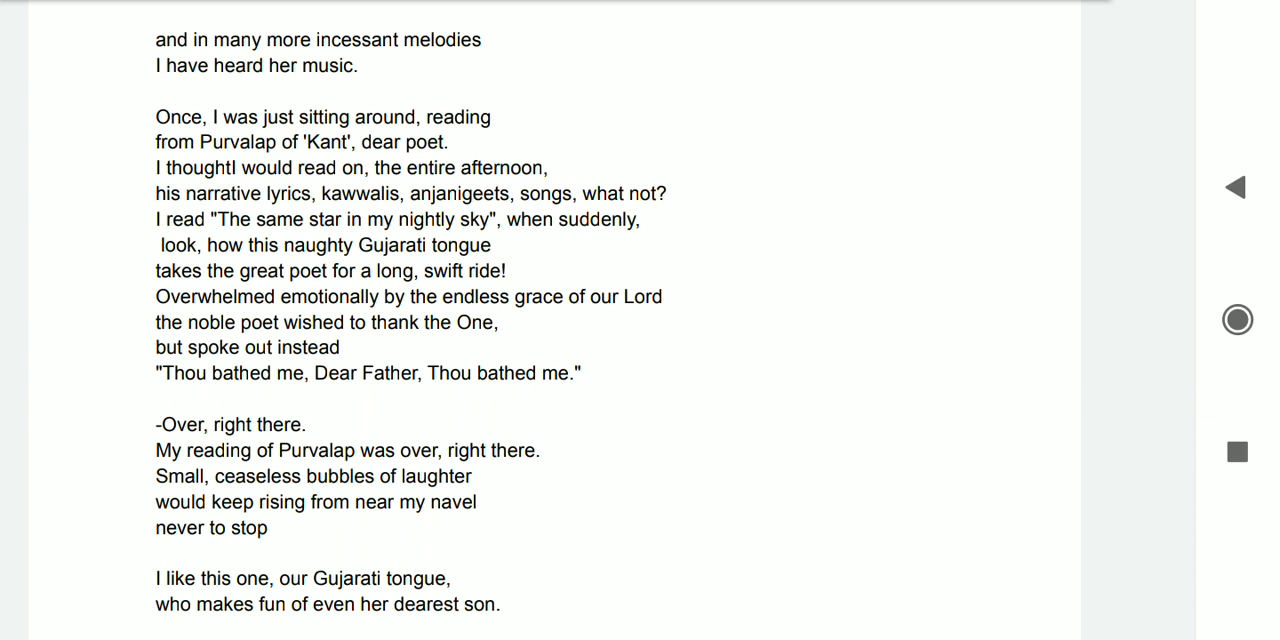 and in many more incessant melodies
I have heard her music.
Once, I was just sitting around, reading
from Purvalap of 'Kant', dear poet.
I thoughtI would read on, the entire afternoon,
his narrative lyrics, kawwalis, anjanigeets, songs, what not?
I read "The same star in my nightly sky", when suddenly,
look, how this naughty Gujarati tongue
takes the great poet for a long, swift ride!
Overwhelmed emotionally by the endless grace of our Lord
the noble poet wished to thank the One,
but spoke out instead
"Thou bathed me, Dear Father, Thou bathed me."
-Over, right there.
My reading of Purvalap was over, right there.
Small, ceaseless bubbles of laughter
would keep rising from near my navel
never to stop
I like this one, our Gujarati tongue,
who makes fun of even her dearest son.